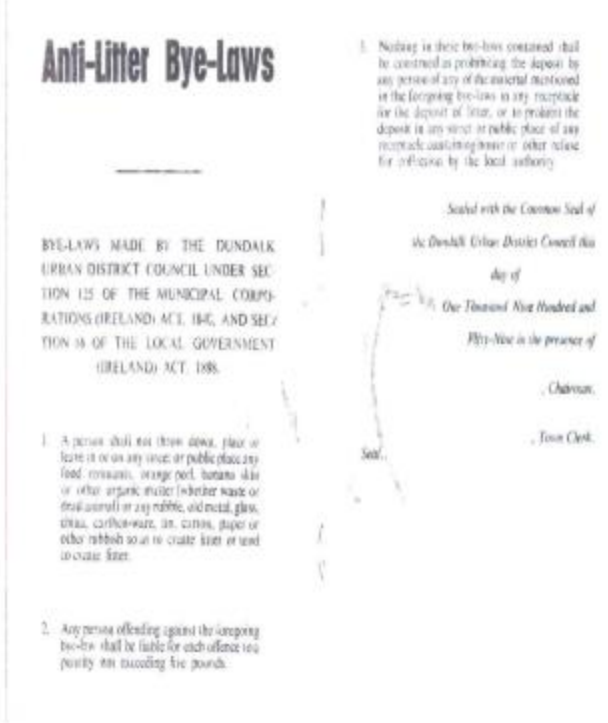 Anti-Litter Bye-Laws
BYE-LAWS MADE BY THE DUNDALK
URBAN DISTRICT COUNCIL UNDER SEC-
TION 125 OF THE MUNICIPAL CORPO-
RATIONS (IRELAND) ACT, 1840, AND SEC-
TION 16 OF THE LOCAL GOVERNMENT
(IRELAND) ACT, 1898.
1. A person shall not throw down, place or
leave in or on any street or public place any
food remnants, orange peel, banana skin
or other organic matter (whether waste or
dead animal) or any rubble, old metal, glass,
china, earthen-ware, tin, carton, paper or
other rubbish so as to create litter or tend
to create litter.
2. Any person offending against the foregoing
bye-law shall be liable for each offence to a
penalty not exceeding five pounds.
3. Nothing in these bye-laws contained shall
be construed as prohibiting the deposit by
any person of any of the material mentioned
in the foregoing bye-laws in any receptacle
for the deposit of litter, or to prohibit the
deposit in any street or public place of any
receptacle containing house or other refuse
for collection by the local authority.
Sealed with the Common Seal of
the Dundalk Urban District Council this
day of
One Thousand Nine Hundred and
Fifty-Nine in the presence of
, Chairman.
, Town Clerk.
Seal.